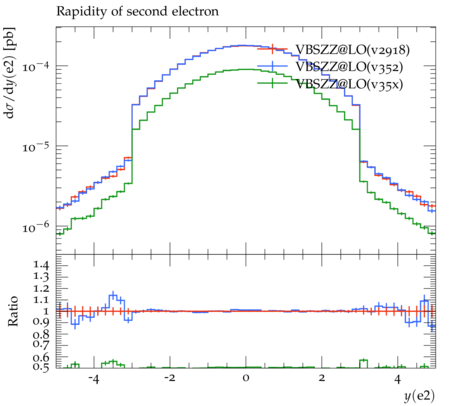 Rapidity of second electron
dσ/dy(e2) [pb]
VBSZZ@LO(v2918)
VBSZZ@LO(v352)
VBSZZ@LO(v35x)
10⁻⁴
10⁻⁵
10⁻⁶
Ratio
1.4
1.3
1.2
1.1
1
0.9
0.8
0.7
0.6
0.5
-4 -2 0 2 4
y(e2)